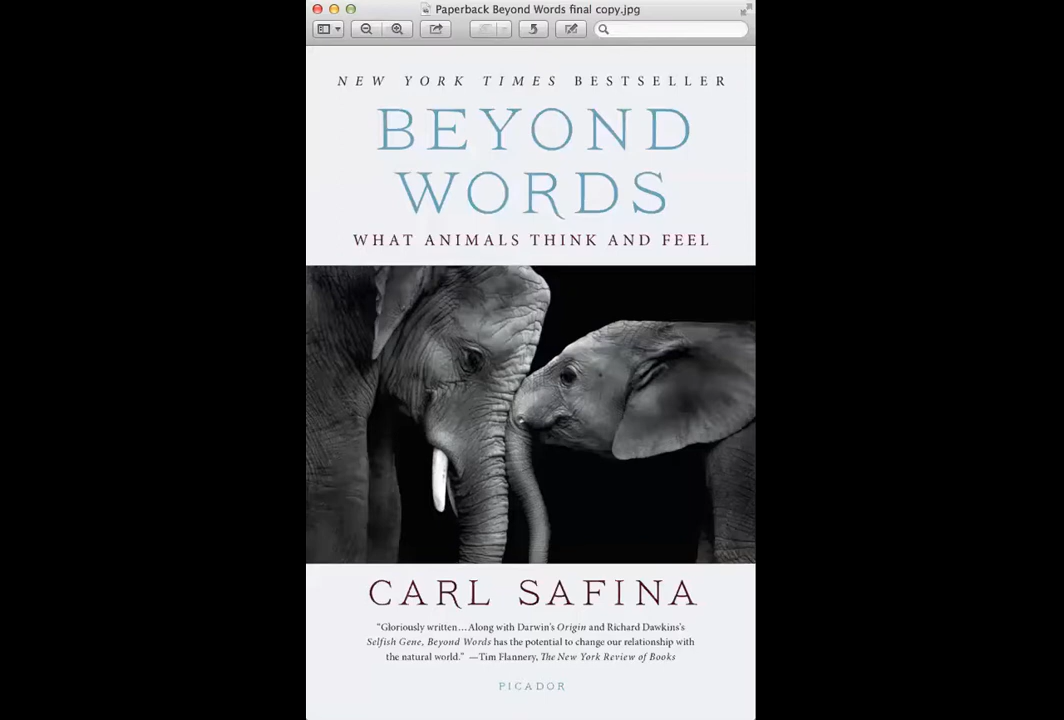 Paperback Beyond Words final copy.jpg
NEW YORK TIMES BESTSELLER
BEYOND
WORDS
WHAT ANIMALS THINK AND FEEL
CARL SAFINA
“Gloriously written…Along with Darwin’s Origin and Richard Dawkins’s
Selfish Gene, Beyond Words has the potential to change our relationship with
the natural world.” —Tim Flannery, The New York Review of Books
PICADOR